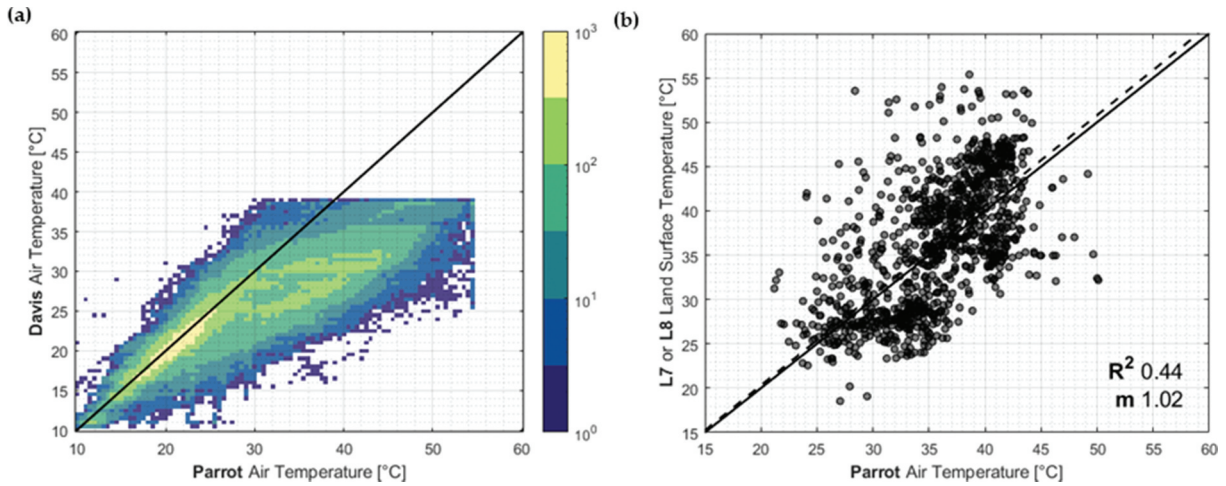 (a)
60
55
50
45
40
35
30
25
20
15
10
Davis Air Temperature [°C]
10 20 30 40 50 60
Parrot Air Temperature [°C]
10³
10²
10¹
10⁰
(b)
60
55
50
45
40
35
30
25
20
15
L7 or L8 Land Surface Temperature [°C]
R² 0.44
m 1.02
15 20 25 30 35 40 45 50 55 60
Parrot Air Temperature [°C]